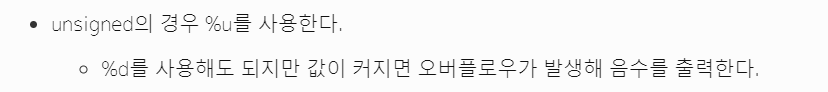 • unsigned의 경우 %u를 사용한다.
◦ %d를 사용해도 되지만 값이 커지면 오버플로우가 발생해 음수를 출력한다.